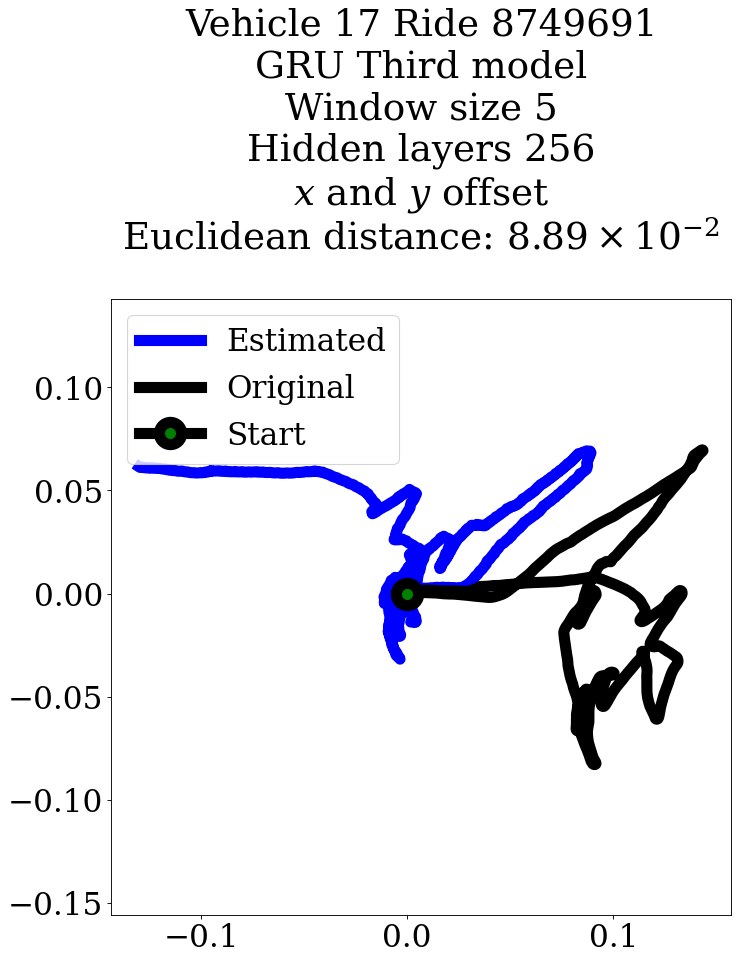 Vehicle 17 Ride 8749691
GRU Third model
Window size 5
Hidden layers 256
x and y offset
Euclidean distance: 8.89 × 10⁻²
Estimated
Original
Start
0.10
0.05
0.00
−0.05
−0.10
−0.15
−0.1
0.0
0.1